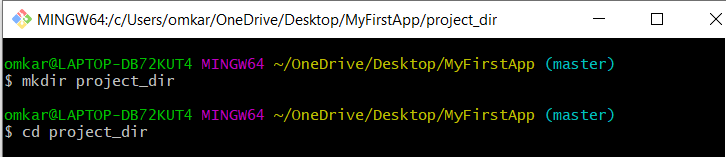 MINGW64:/c/Users/omkar/OneDrive/Desktop/MyFirstApp/project_dir
omkar@LAPTOP-DB72KUT4 MINGW64 ~/OneDrive/Desktop/MyFirstApp (master)
$ mkdir project_dir
omkar@LAPTOP-DB72KUT4 MINGW64 ~/OneDrive/Desktop/MyFirstApp (master)
$ cd project_dir